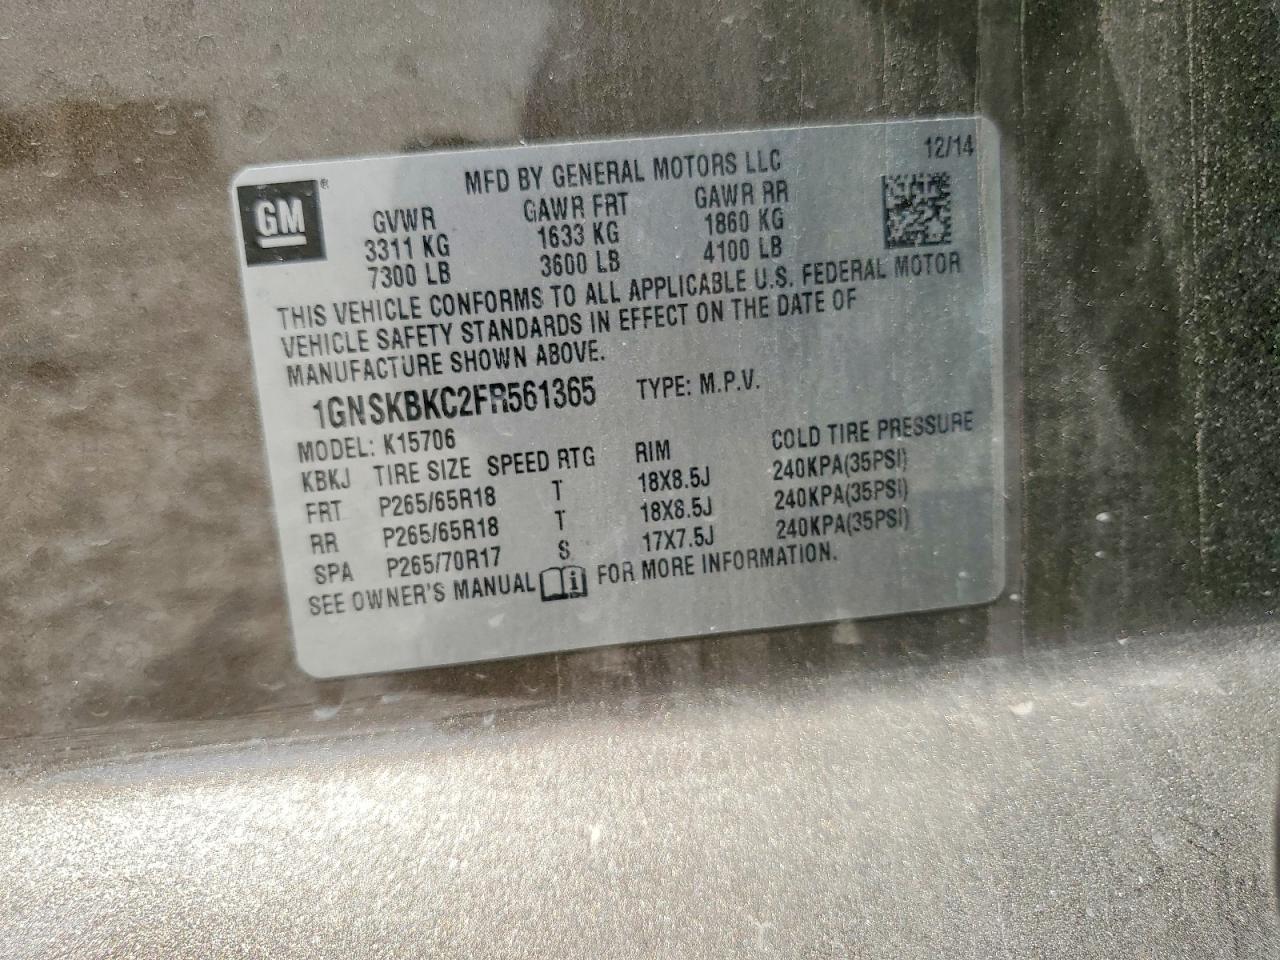 GM®
MFD BY GENERAL MOTORS LLC 12/14
GVWR GAWR FRT GAWR RR
3311 KG 1633 KG 1860 KG
7300 LB 3600 LB 4100 LB
THIS VEHICLE CONFORMS TO ALL APPLICABLE U.S. FEDERAL MOTOR
VEHICLE SAFETY STANDARDS IN EFFECT ON THE DATE OF
MANUFACTURE SHOWN ABOVE.
1GNSKBKC2FR561365 TYPE: M.P.V.
MODEL: K15706
KBKJ TIRE SIZE SPEED RTG RIM COLD TIRE PRESSURE
FRT P265/65R18 T 18X8.5J 240KPA(35PSI)
RR P265/65R18 T 18X8.5J 240KPA(35PSI)
SPA P265/70R17 S 17X7.5J 240KPA(35PSI)
SEE OWNER'S MANUAL FOR MORE INFORMATION.